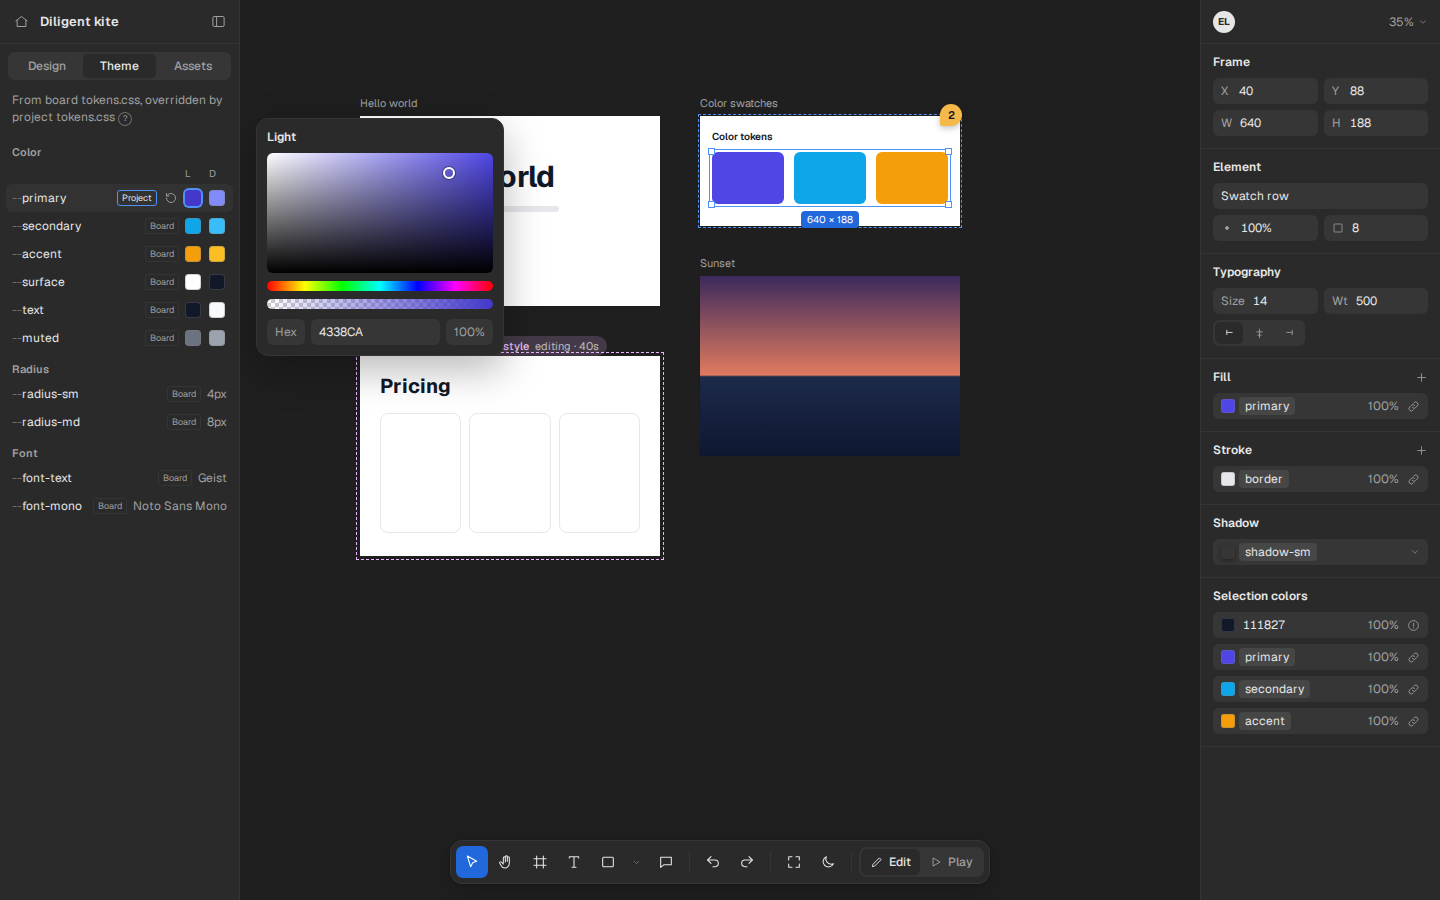 Diligent kite
Design
Theme
Assets
From board tokens.css, overridden by
project tokens.css ?
Color
L D
--primary Project
--secondary Board
--accent Board
--surface Board
--text Board
--muted Board
Radius
--radius-sm Board 4px
--radius-md Board 8px
Font
--font-text Board Geist
--font-mono Board Noto Sans Mono
Hello world
orld
Light
Hex 4338CA 100%
style editing · 40s
Pricing
Color swatches
2
Color tokens
640 × 188
Sunset
Edit
Play
EL 35%
Frame
X 40 Y 88
W 640 H 188
Element
Swatch row
100% 8
Typography
Size 14 Wt 500
Fill
primary 100%
Stroke
border 100%
Shadow
shadow-sm
Selection colors
111827 100%
primary 100%
secondary 100%
accent 100%